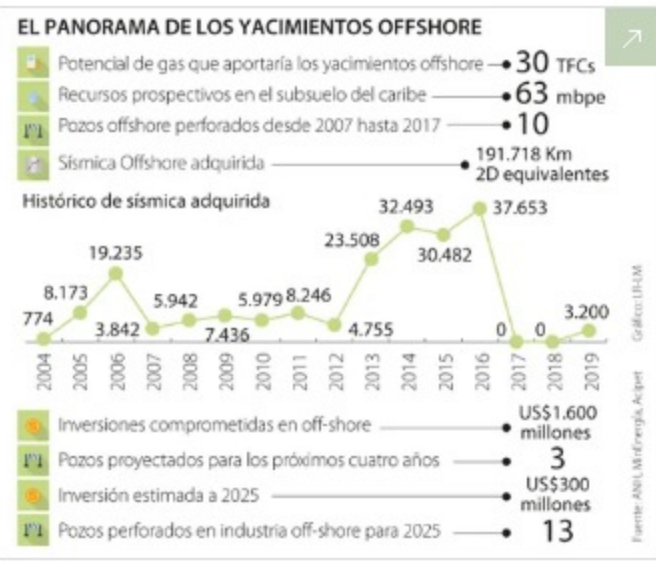 EL PANORAMA DE LOS YACIMIENTOS OFFSHORE
Potencial de gas que aportaría los yacimientos offshore 30 TFCs
Recursos prospectivos en el subsuelo del caribe 63 mbpe
Pozos offshore perforados desde 2007 hasta 2017 10
Sísmica Offshore adquirida 191.718 Km
2D equivalentes
Histórico de sísmica adquirida
774
8.173
19.235
3.842
5.942
7.436
5.979
8.246
4.755
23.508
32.493
30.482
37.653
0
0
3.200
2004
2005
2006
2007
2008
2009
2010
2011
2012
2013
2014
2015
2016
2017
2018
2019
Inversiones comprometidas en off-shore US$1.600
millones
Pozos proyectados para los próximos cuatro años 3
Inversión estimada a 2025 US$300
millones
Pozos perforados en industria off-shore para 2025 13
Fuente: ANH, MinEnergía, Acipet
Gráfico: LR-LM